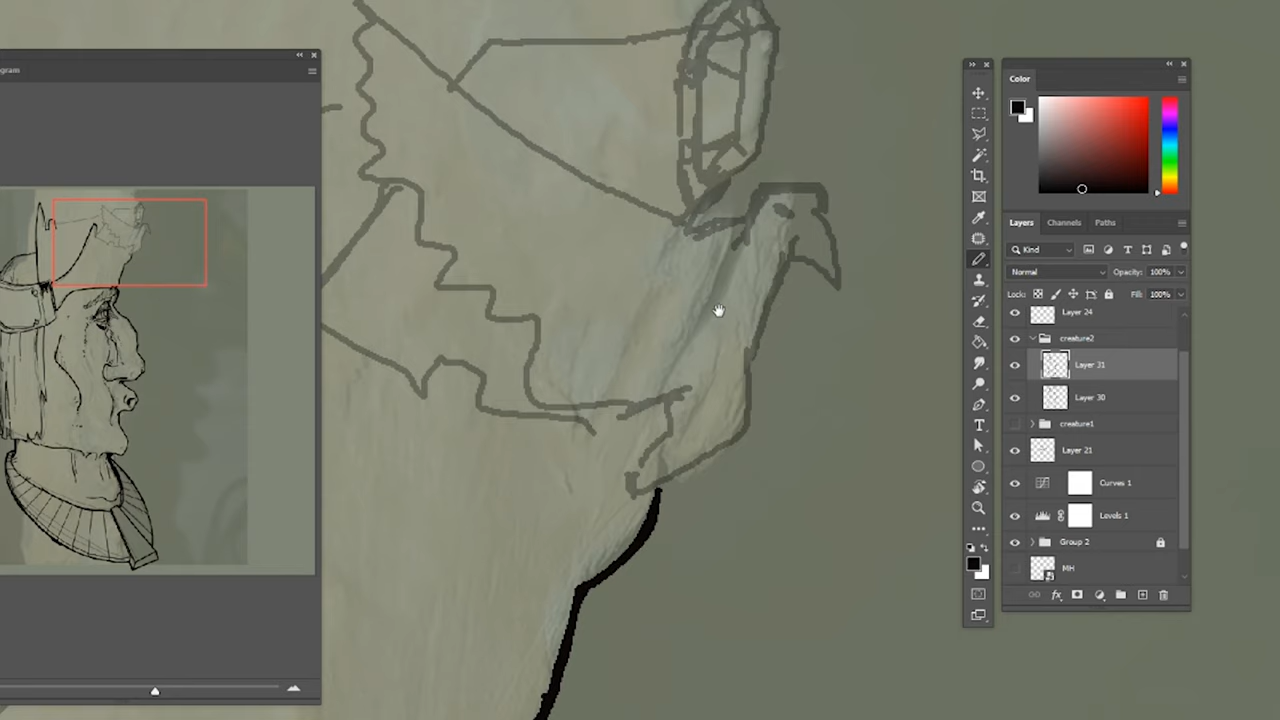 gram
Color
Layers Channels Paths
Kind
Normal Opacity: 100%
Lock: Fill: 100%
Layer 24
creature2
Layer 31
Layer 30
creature1
Layer 21
Curves 1
Levels 1
Group 2
MH